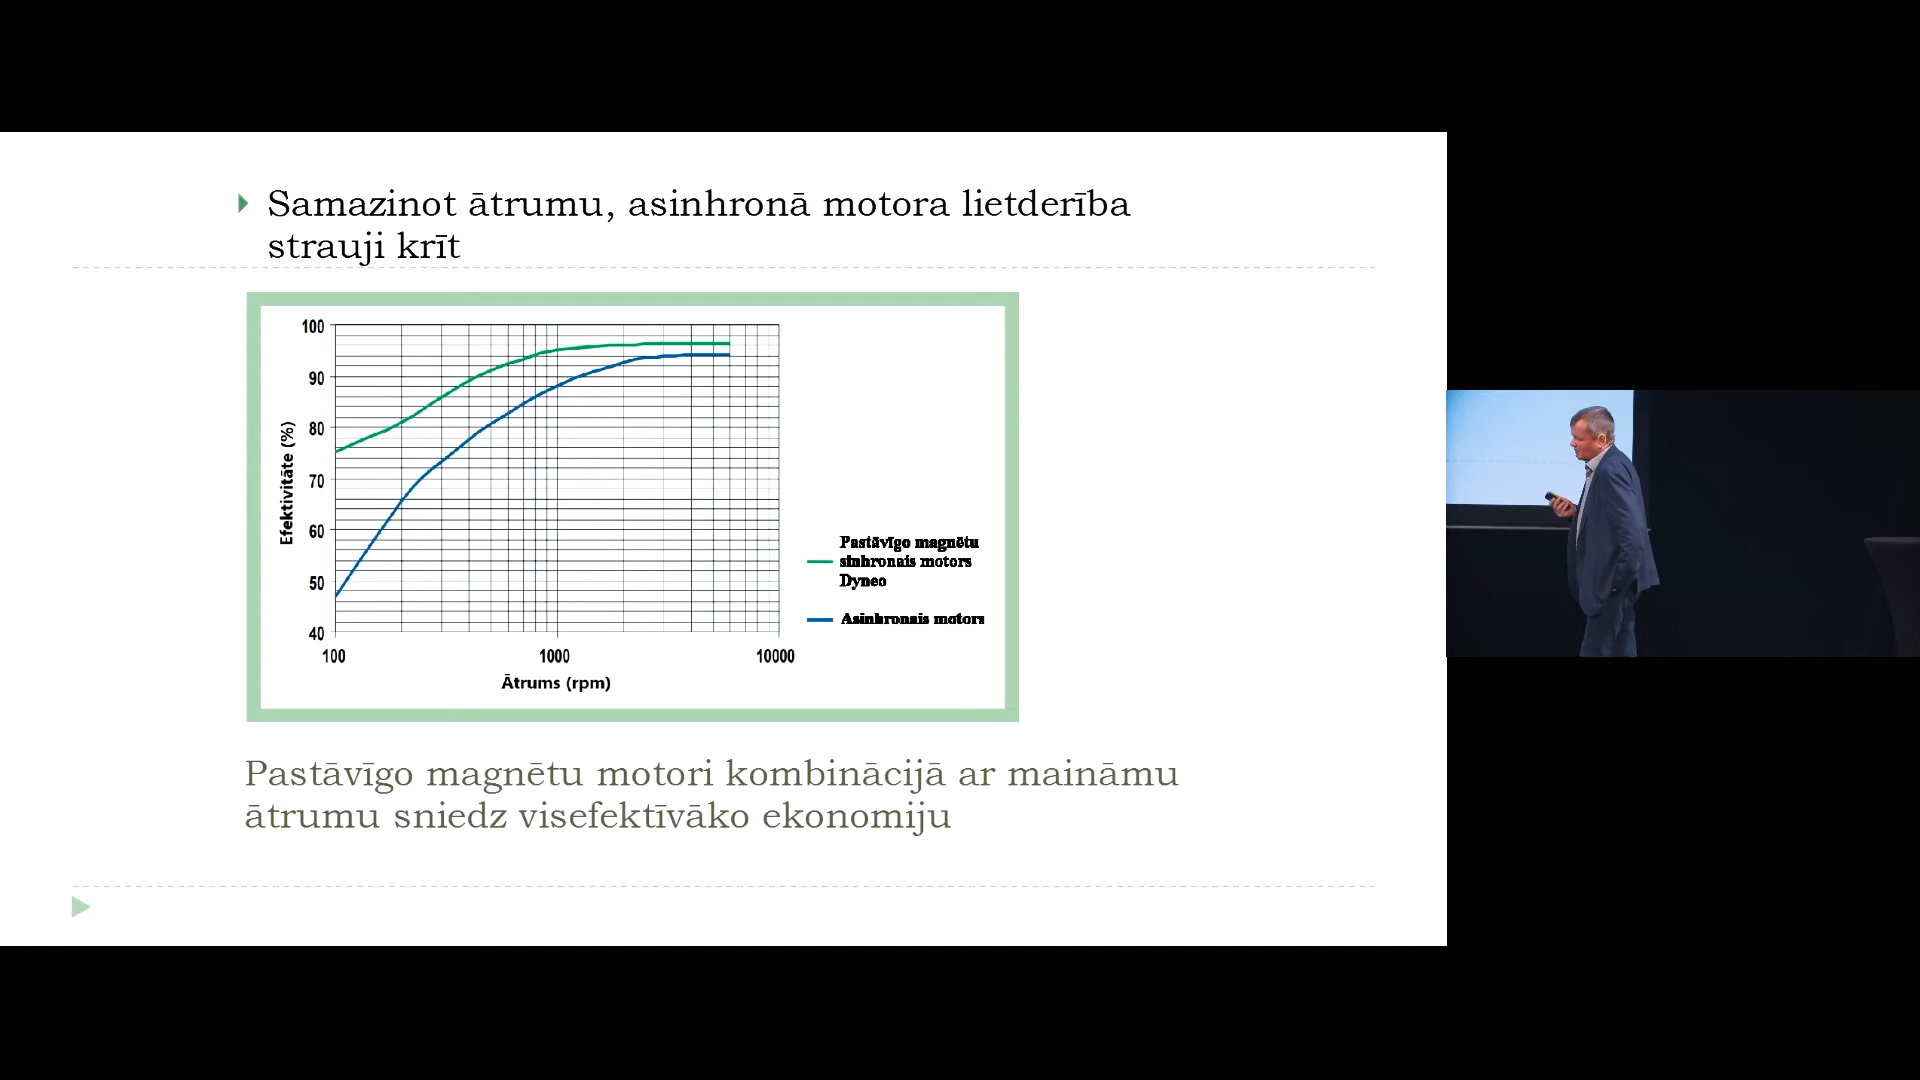 Samazinot ātrumu, asinhronā motora lietderība
strauji krīt
100
90
80
70
60
50
40
Efektivitāte (%)
100
1000
10000
Ātrums (rpm)
Pastāvīgo magnētu
sinhronais motors
Dyneo
Asinhronais motors
Pastāvīgo magnētu motori kombinācijā ar maināmu
ātrumu sniedz visefektīvāko ekonomiju